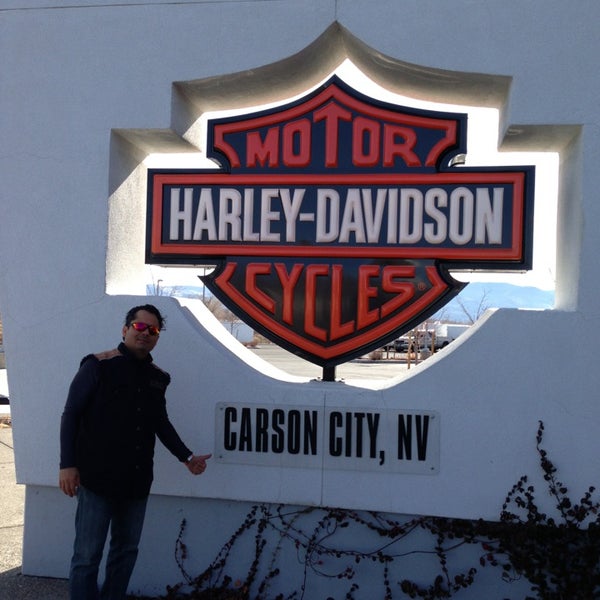 MOTOR
HARLEY-DAVIDSON
CYCLES®
CARSON CITY, NV